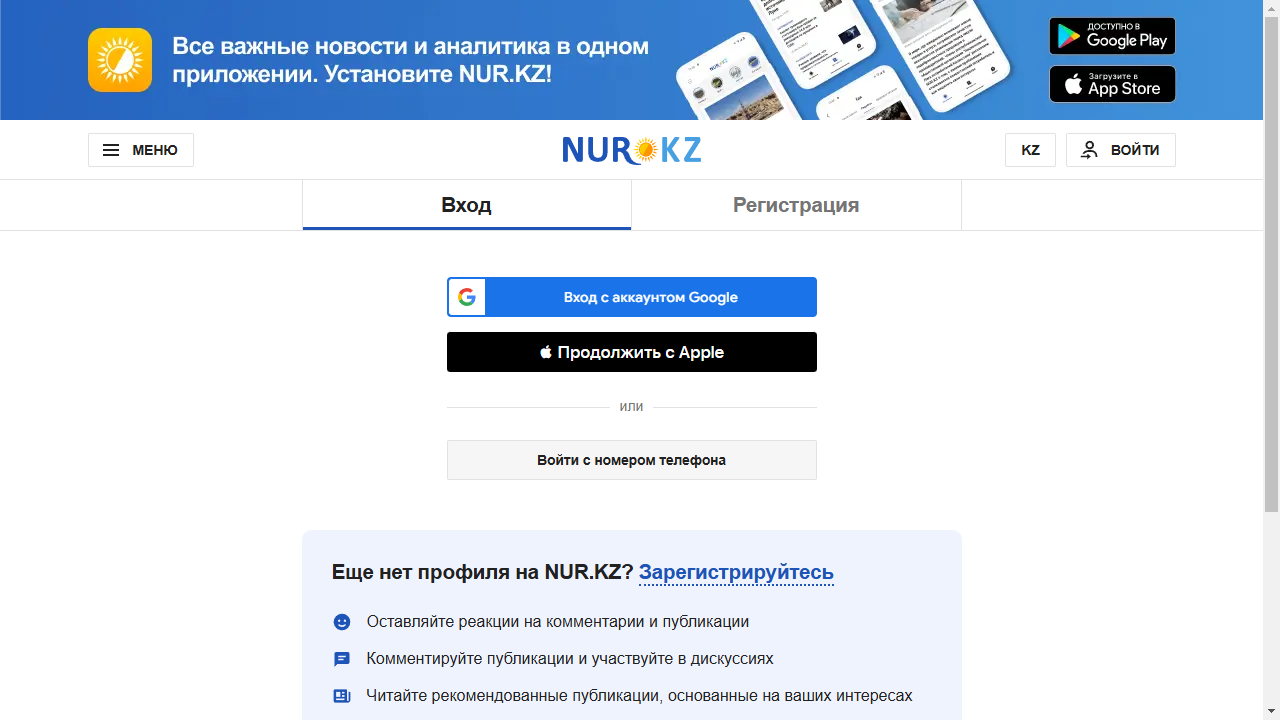 Все важные новости и аналитика в одном
приложении. Установите NUR.KZ!
ДОСТУПНО В
Google Play
Загрузите в
App Store
МЕНЮ
NUR KZ
KZ
ВОЙТИ
Вход
Регистрация
Вход с аккаунтом Google
Продолжить с Apple
или
Войти с номером телефона
Еще нет профиля на NUR.KZ? Зарегистрируйтесь
Оставляйте реакции на комментарии и публикации
Комментируйте публикации и участвуйте в дискуссиях
Читайте рекомендованные публикации, основанные на ваших интересах